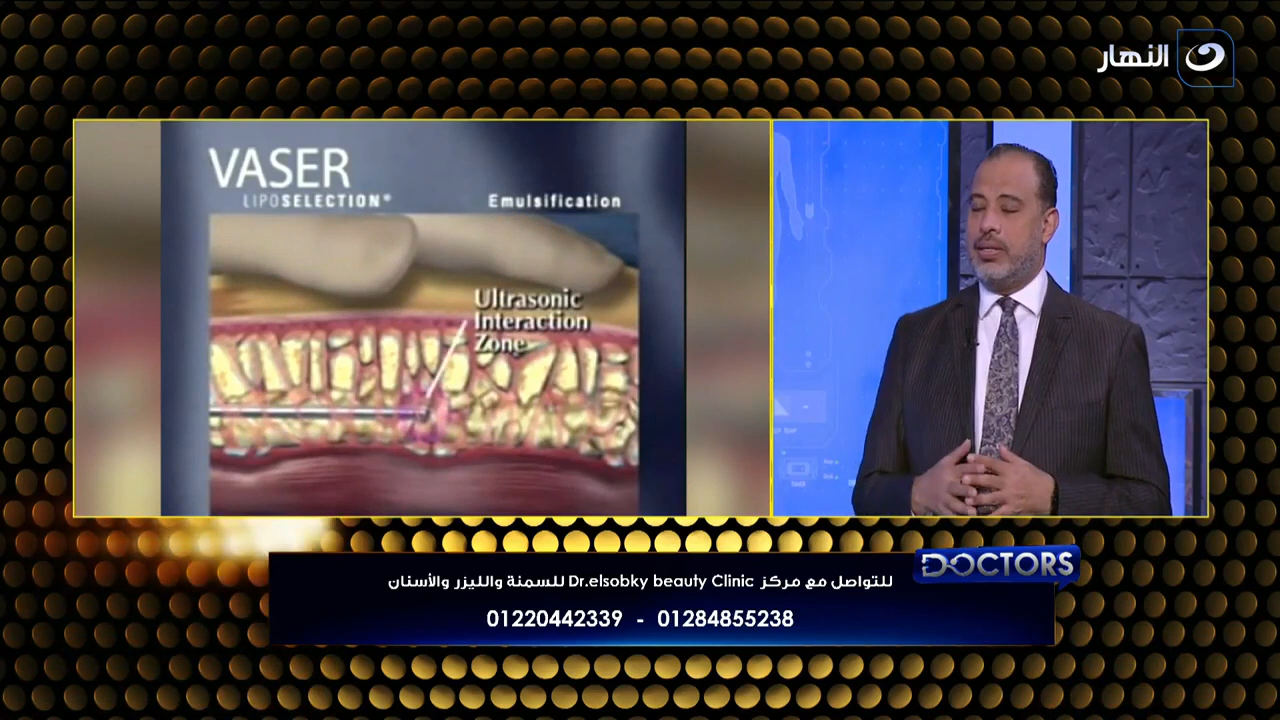 النهار
VASER
LIPOSELECTION®
Emulsification
Ultrasonic
Interaction
Zone
DOCTORS
للتواصل مع مركز Dr.elsobky beauty Clinic للسمنة والليزر والأسنان
01220442339 - 01284855238